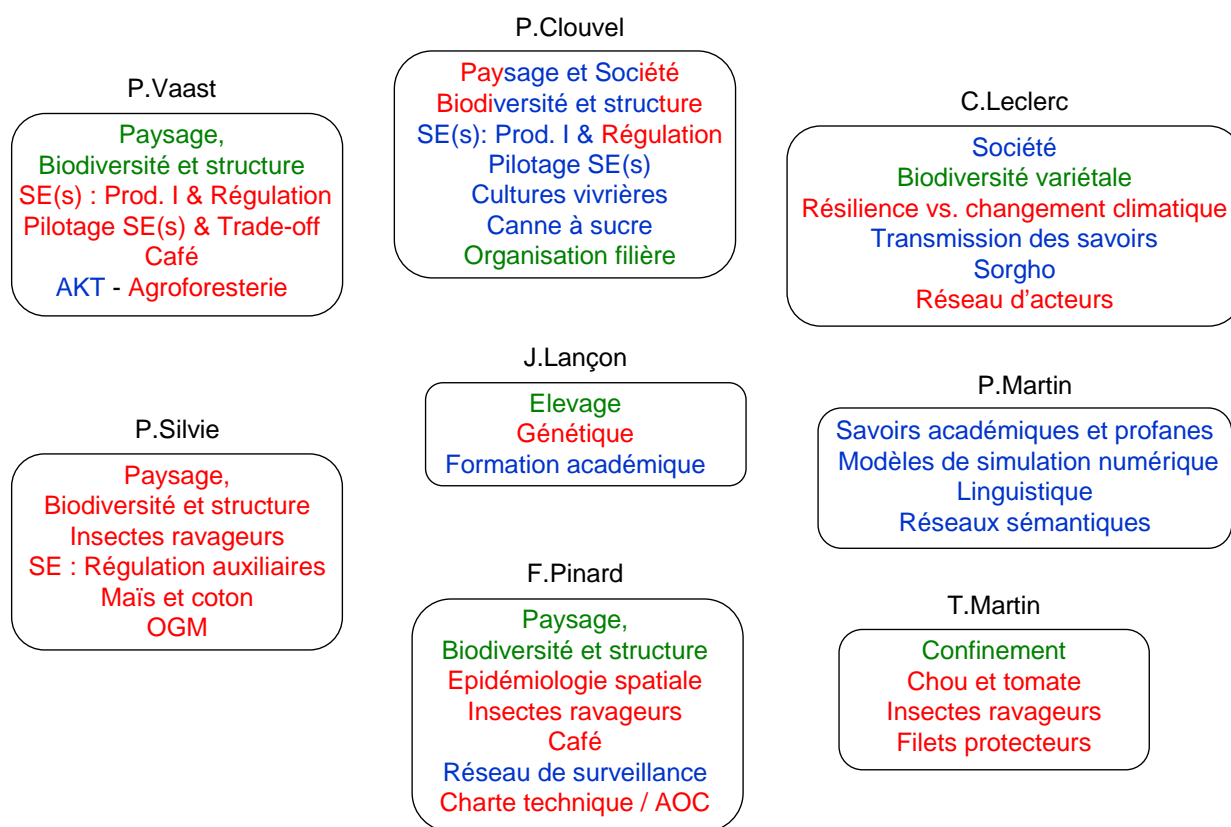 P.Clouvel
Paysage et Société
Biodiversité et structure
SE(s): Prod. I & Régulation
Pilotage SE(s)
Cultures vivrières
Canne à sucre
Organisation filière
P.Vaast
Paysage,
Biodiversité et structure
SE(s) : Prod. I & Régulation
Pilotage SE(s) & Trade-off
Café
AKT - Agroforesterie
C.Leclerc
Société
Biodiversité variétale
Résilience vs. changement climatique
Transmission des savoirs
Sorgho
Réseau d’acteurs
J.Lançon
Elevage
Génétique
Formation académique
P.Martin
Savoirs académiques et profanes
Modèles de simulation numérique
Linguistique
Réseaux sémantiques
P.Silvie
Paysage,
Biodiversité et structure
Insectes ravageurs
SE : Régulation auxiliaires
Maïs et coton
OGM
F.Pinard
Paysage,
Biodiversité et structure
Epidémiologie spatiale
Insectes ravageurs
Café
Réseau de surveillance
Charte technique / AOC
T.Martin
Confinement
Chou et tomate
Insectes ravageurs
Filets protecteurs